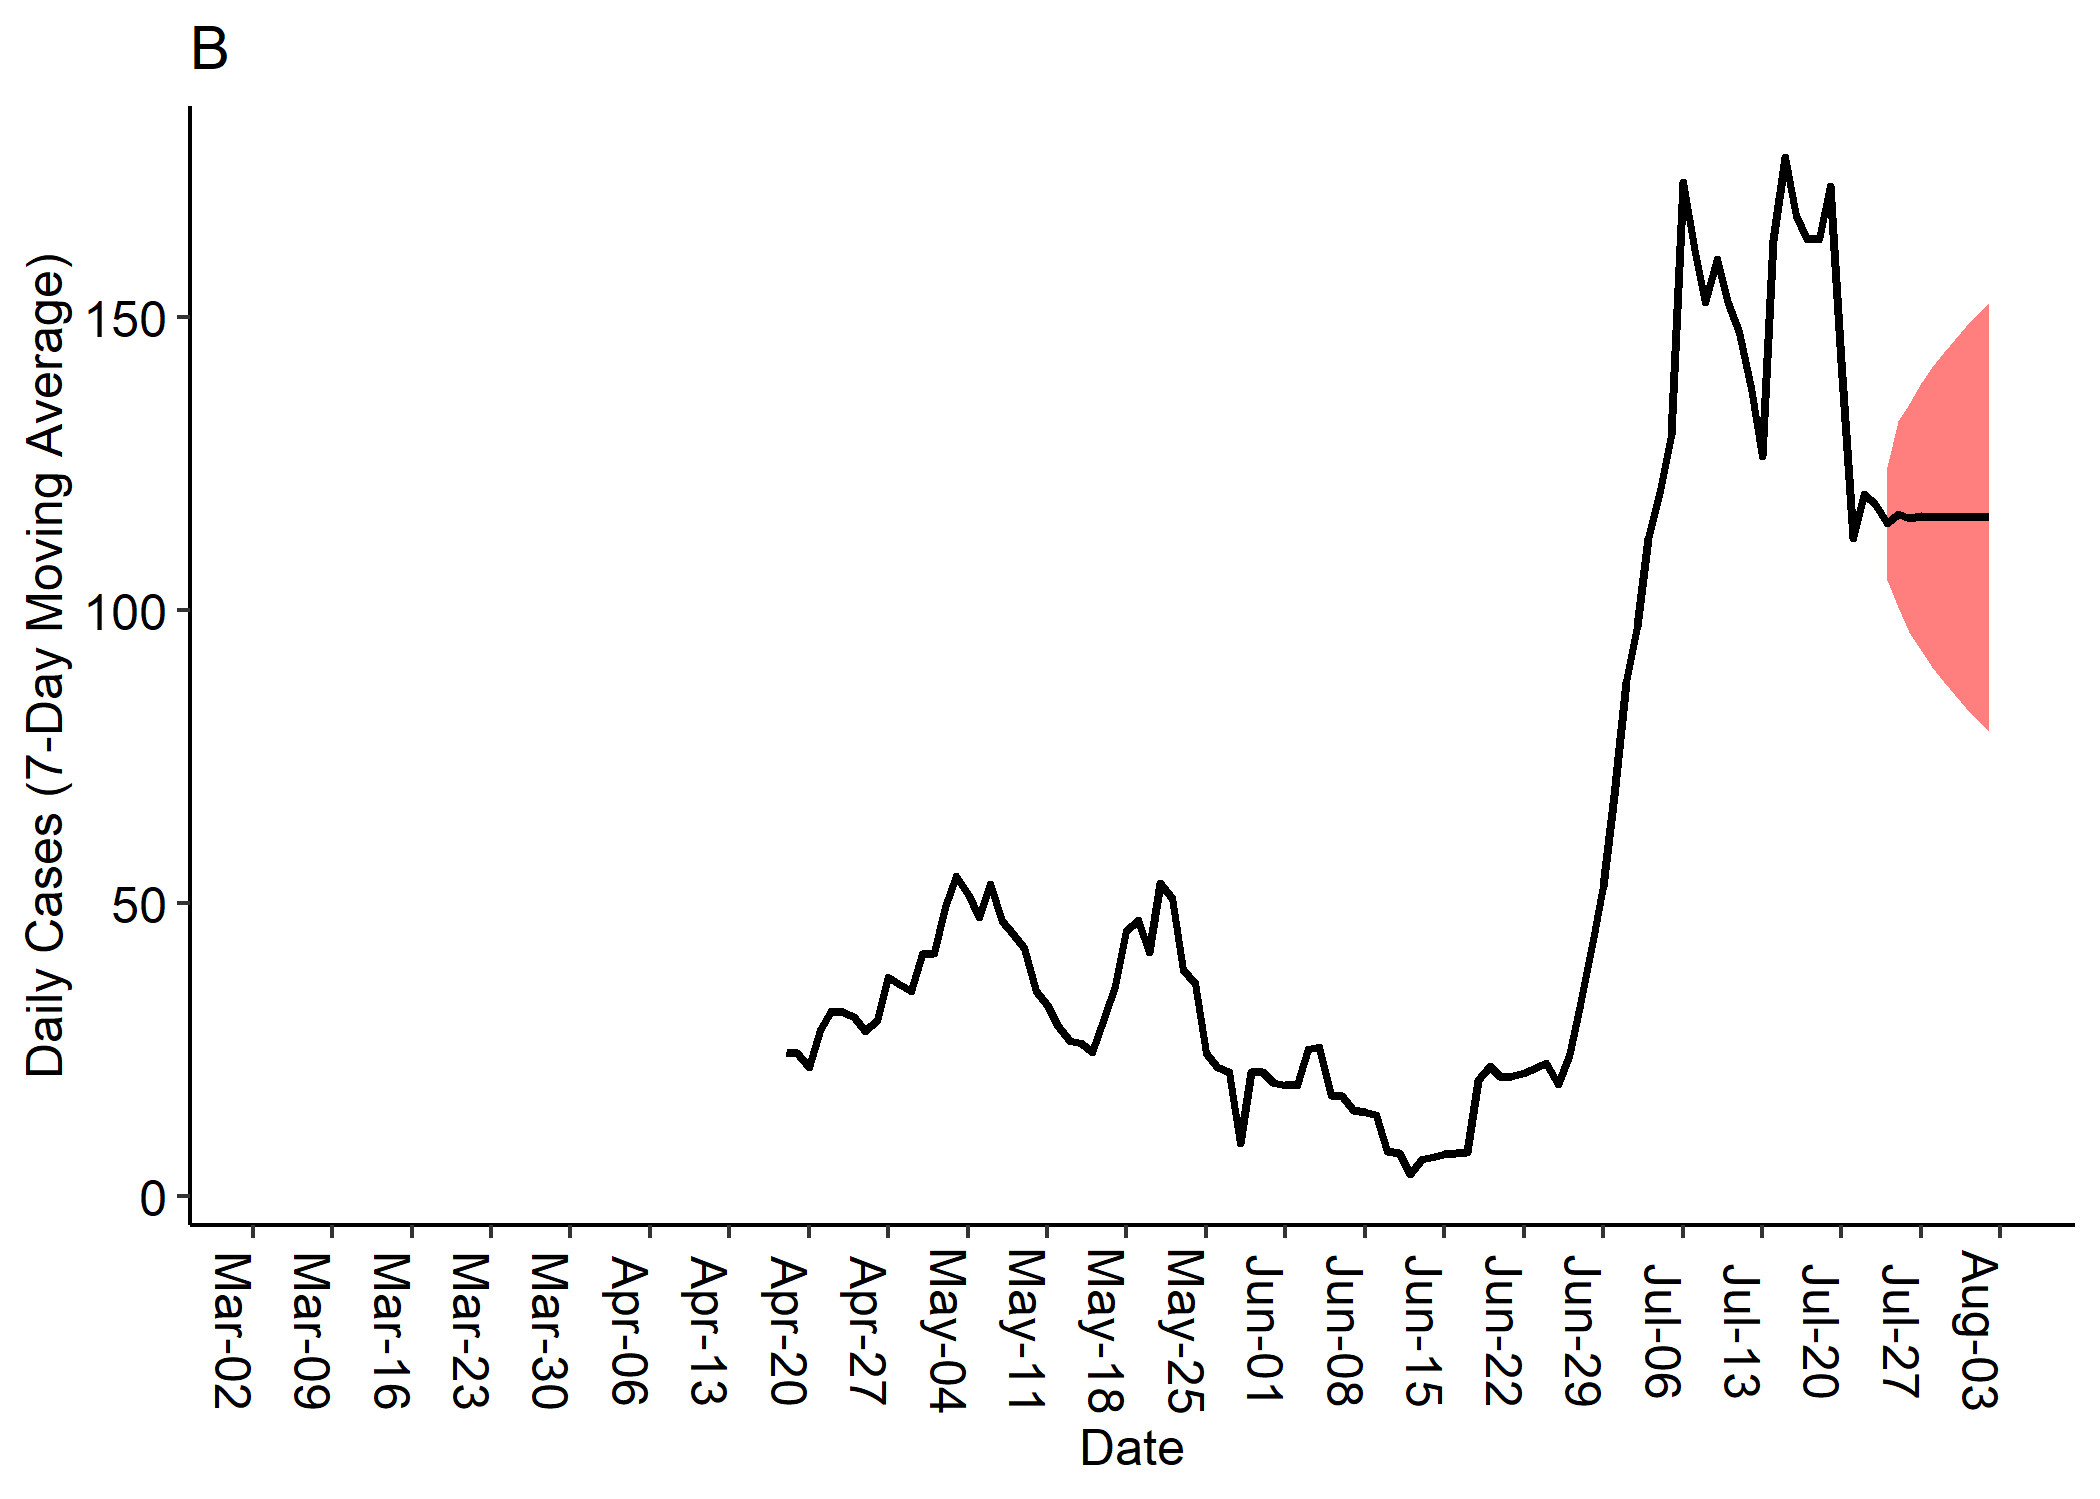 B
Daily Cases (7-Day Moving Average)
150
100
50
0
Mar-02
Mar-09
Mar-16
Mar-23
Mar-30
Apr-06
Apr-13
Apr-20
Apr-27
May-04
May-11
May-18
May-25
Jun-01
Jun-08
Jun-15
Jun-22
Jun-29
Jul-06
Jul-13
Jul-20
Jul-27
Aug-03
Date